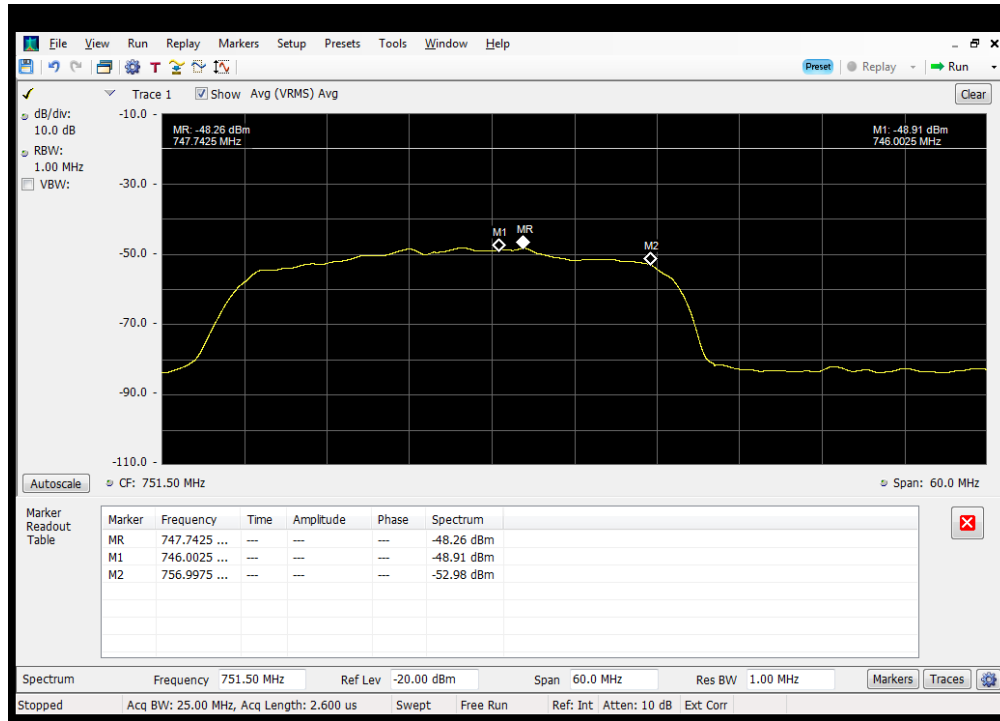 File View Run Replay Markers Setup Presets Tools Window Help
T Preset Replay Run
Trace 1 Show Avg (VRMS) Avg Clear
dB/div:
10.0 dB
RBW:
1.00 MHz
VBW:
-10.0 -
-30.0 -
-50.0 -
-70.0 -
-90.0 -
-110.0 -
MR: -48.26 dBm
747.7425 MHz
M1: -48.91 dBm
746.0025 MHz
M1 MR M2
Autoscale CF: 751.50 MHz Span: 60.0 MHz
Marker
Readout
Table
Marker Frequency Time Amplitude Phase Spectrum
MR 747.7425 ... --- --- --- -48.26 dBm
M1 746.0025 ... --- --- --- -48.91 dBm
M2 756.9975 ... --- --- --- -52.98 dBm
Spectrum Frequency 751.50 MHz Ref Lev -20.00 dBm Span 60.0 MHz Res BW 1.00 MHz Markers Traces
Stopped Acq BW: 25.00 MHz, Acq Length: 2.600 us Swept Free Run Ref: Int Atten: 10 dB Ext Corr